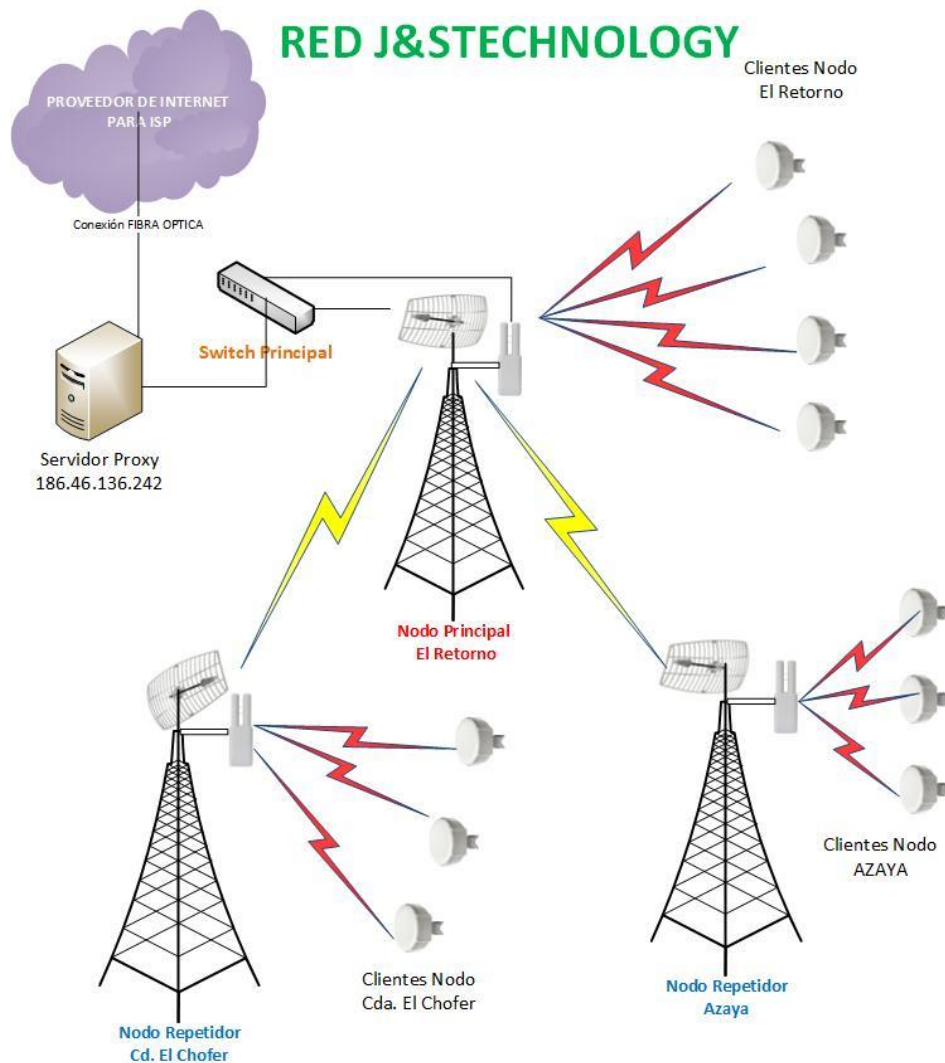 RED J&STECHNOLOGY
PROVEEDOR DE INTERNET
PARA ISP
Clientes Nodo
El Retorno
Conexión FIBRA OPTICA
Switch Principal
Servidor Proxy
186.46.136.242
Nodo Principal
El Retorno
Clientes Nodo
AZAYA
Clientes Nodo
Cda. El Chofer
Nodo Repetidor
Azaya
Nodo Repetidor
Cd. El Chofer